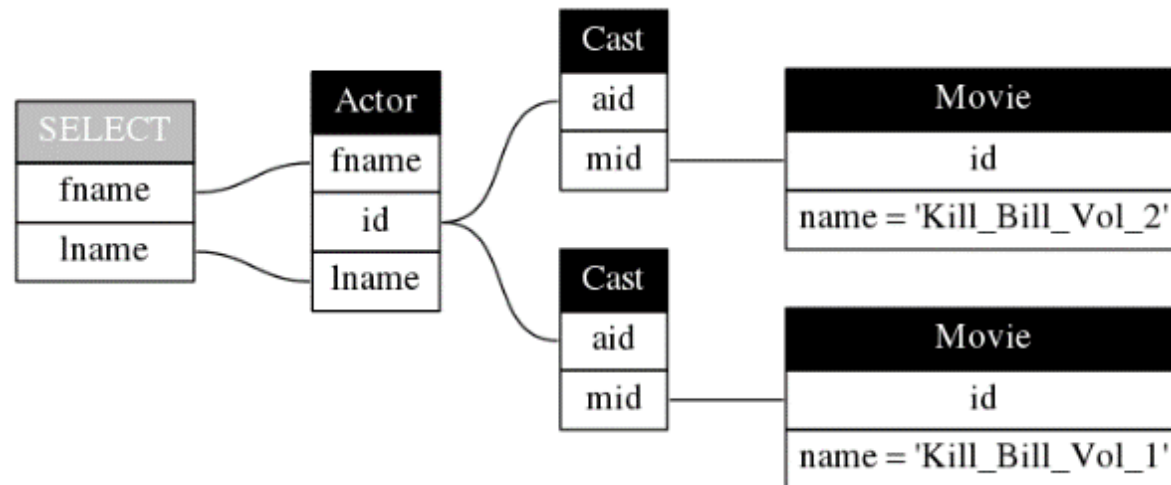 SELECT
fname
lname
Actor
fname
id
lname
Cast
aid
mid
Movie
id
name = 'Kill_Bill_Vol_2'
Cast
aid
mid
Movie
id
name = 'Kill_Bill_Vol_1'